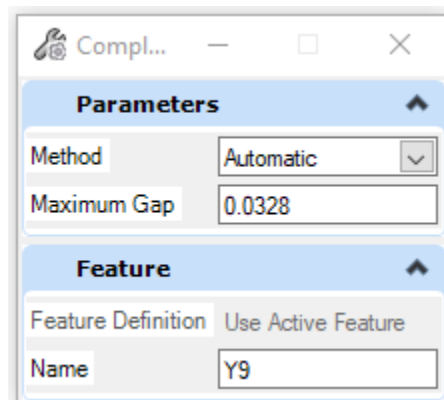 Compl...
Parameters
Method Automatic
Maximum Gap 0.0328
Feature
Feature Definition Use Active Feature
Name Y9